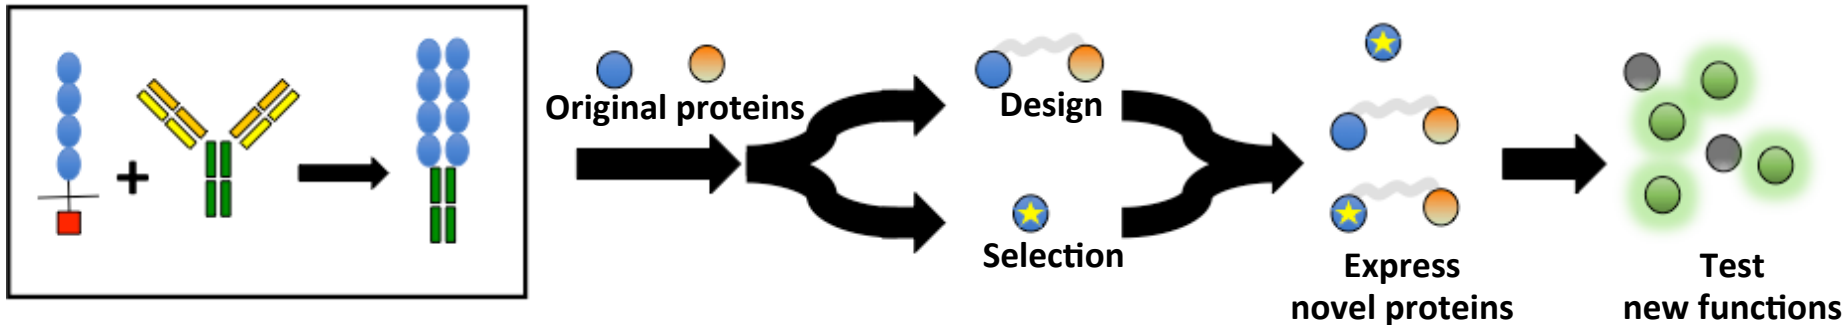 Original proteins
Design
Selection
Express
novel proteins
Test
new functions